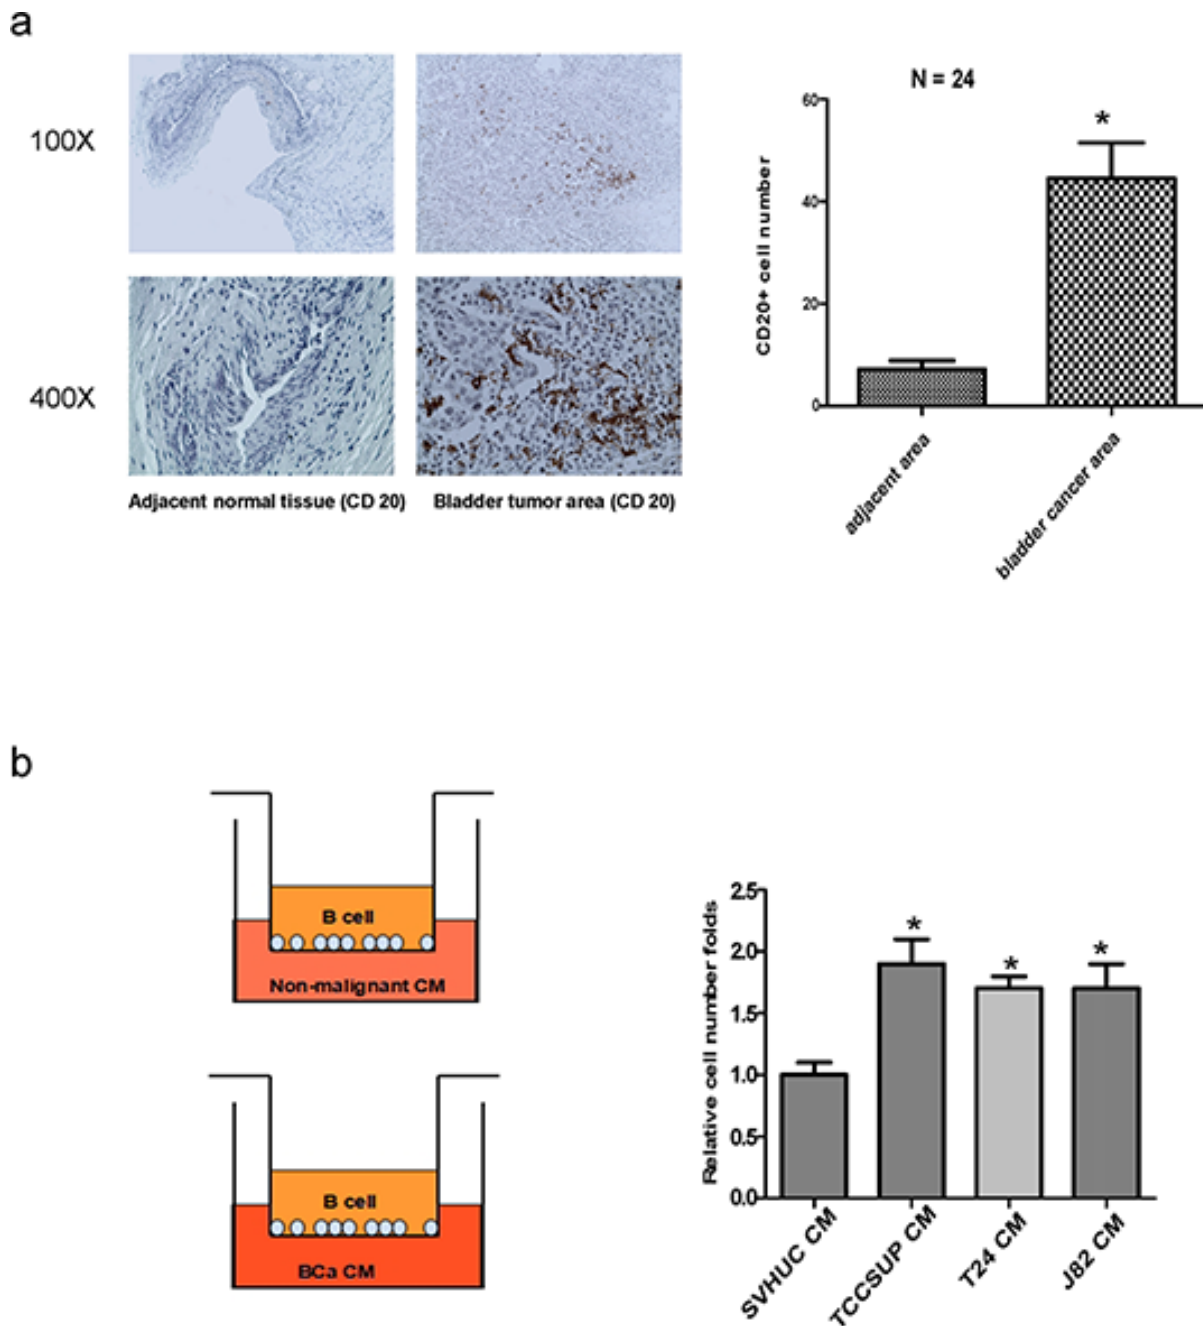 a
100X
400X
Adjacent normal tissue (CD 20)
Bladder tumor area (CD 20)
N = 24
60
40
20
0
CD20+ cell number
*
adjacent area
bladder cancer area
b
B cell
Non-malignant CM
B cell
BCa CM
2.5
2.0
1.5
1.0
0.5
0.0
Relative cell number folds
*
*
*
SVHUC CM
TCCSUP CM
T24 CM
J82 CM